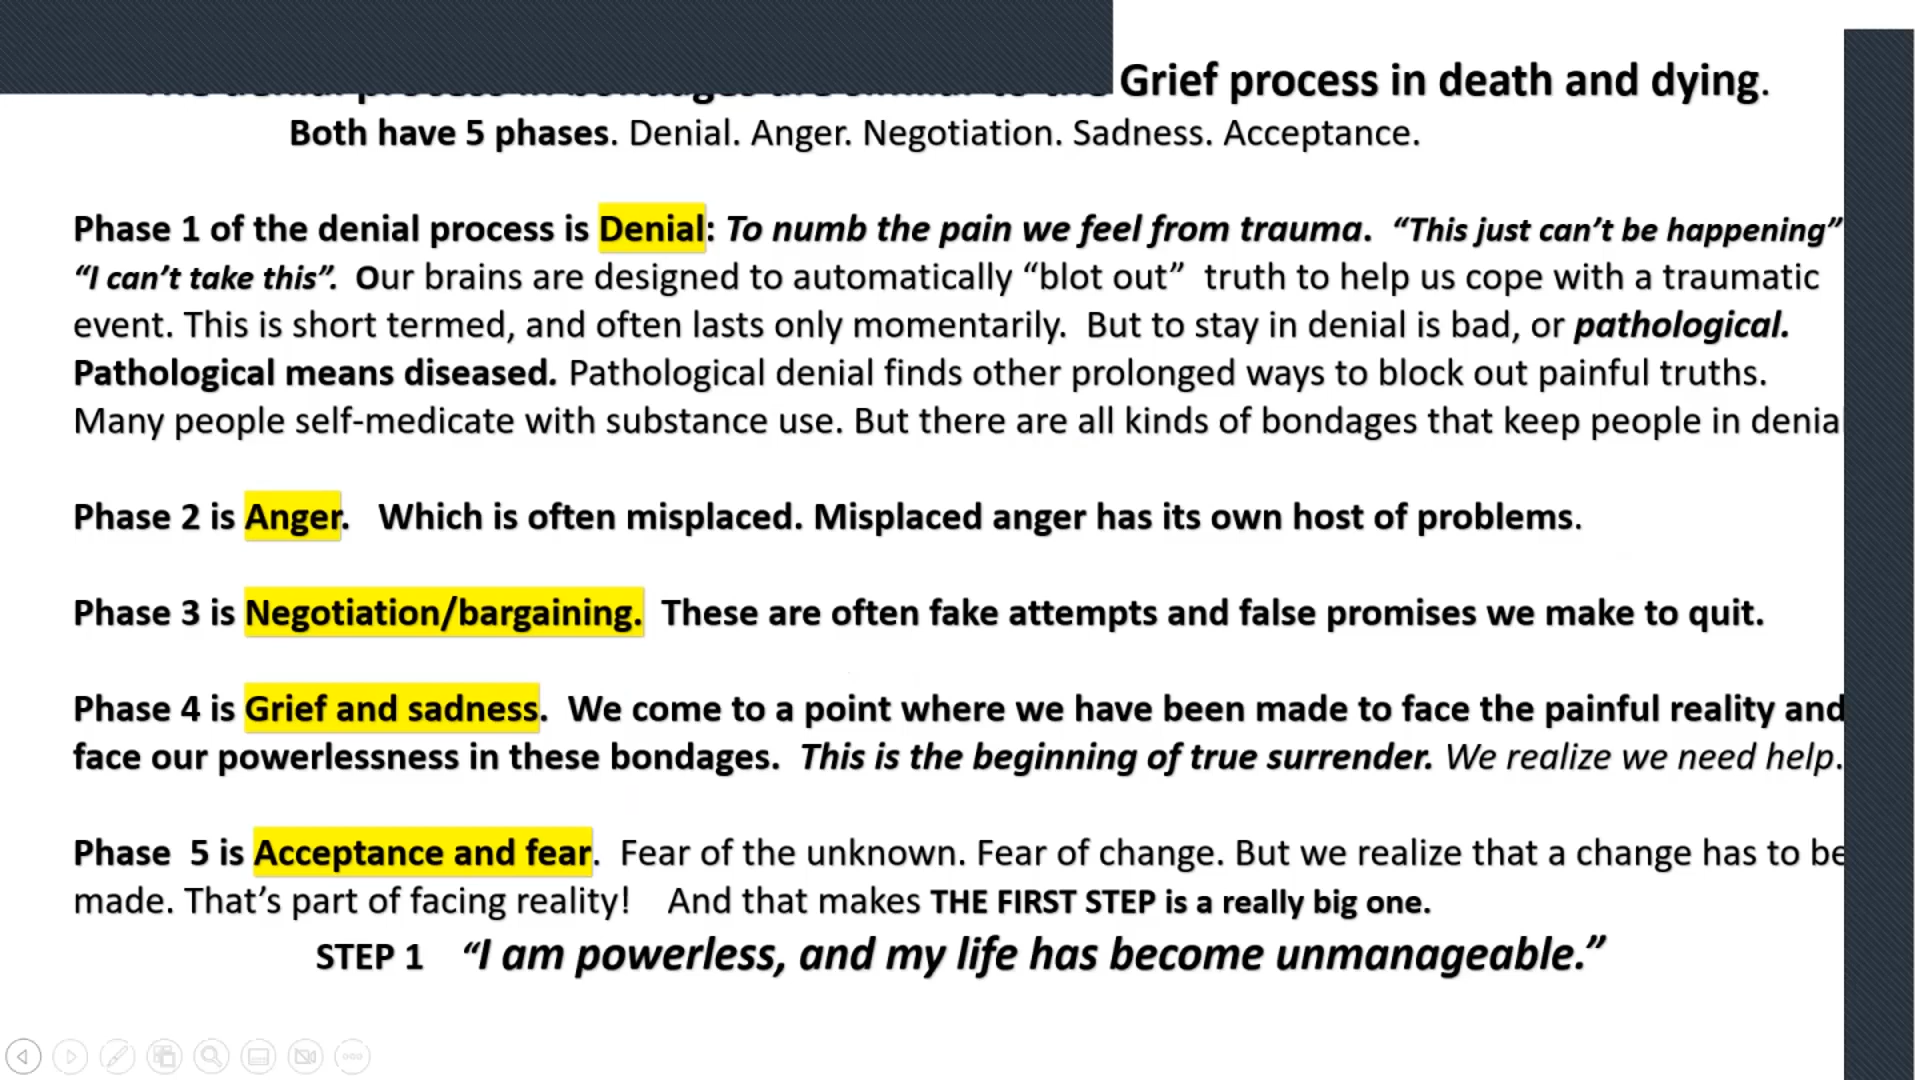 The denial process in bondages are similar to the Grief process in death and dying.
Both have 5 phases. Denial. Anger. Negotiation. Sadness. Acceptance.
Phase 1 of the denial process is Denial: To numb the pain we feel from trauma. “This just can’t be happening”
“I can’t take this”. Our brains are designed to automatically “blot out” truth to help us cope with a traumatic
event. This is short termed, and often lasts only momentarily. But to stay in denial is bad, or pathological.
Pathological means diseased. Pathological denial finds other prolonged ways to block out painful truths.
Many people self-medicate with substance use. But there are all kinds of bondages that keep people in denia
Phase 2 is Anger. Which is often misplaced. Misplaced anger has its own host of problems.
Phase 3 is Negotiation/bargaining. These are often fake attempts and false promises we make to quit.
Phase 4 is Grief and sadness. We come to a point where we have been made to face the painful reality and
face our powerlessness in these bondages. This is the beginning of true surrender. We realize we need help.
Phase 5 is Acceptance and fear. Fear of the unknown. Fear of change. But we realize that a change has to be
made. That’s part of facing reality! And that makes THE FIRST STEP is a really big one.
STEP 1 “I am powerless, and my life has become unmanageable.”